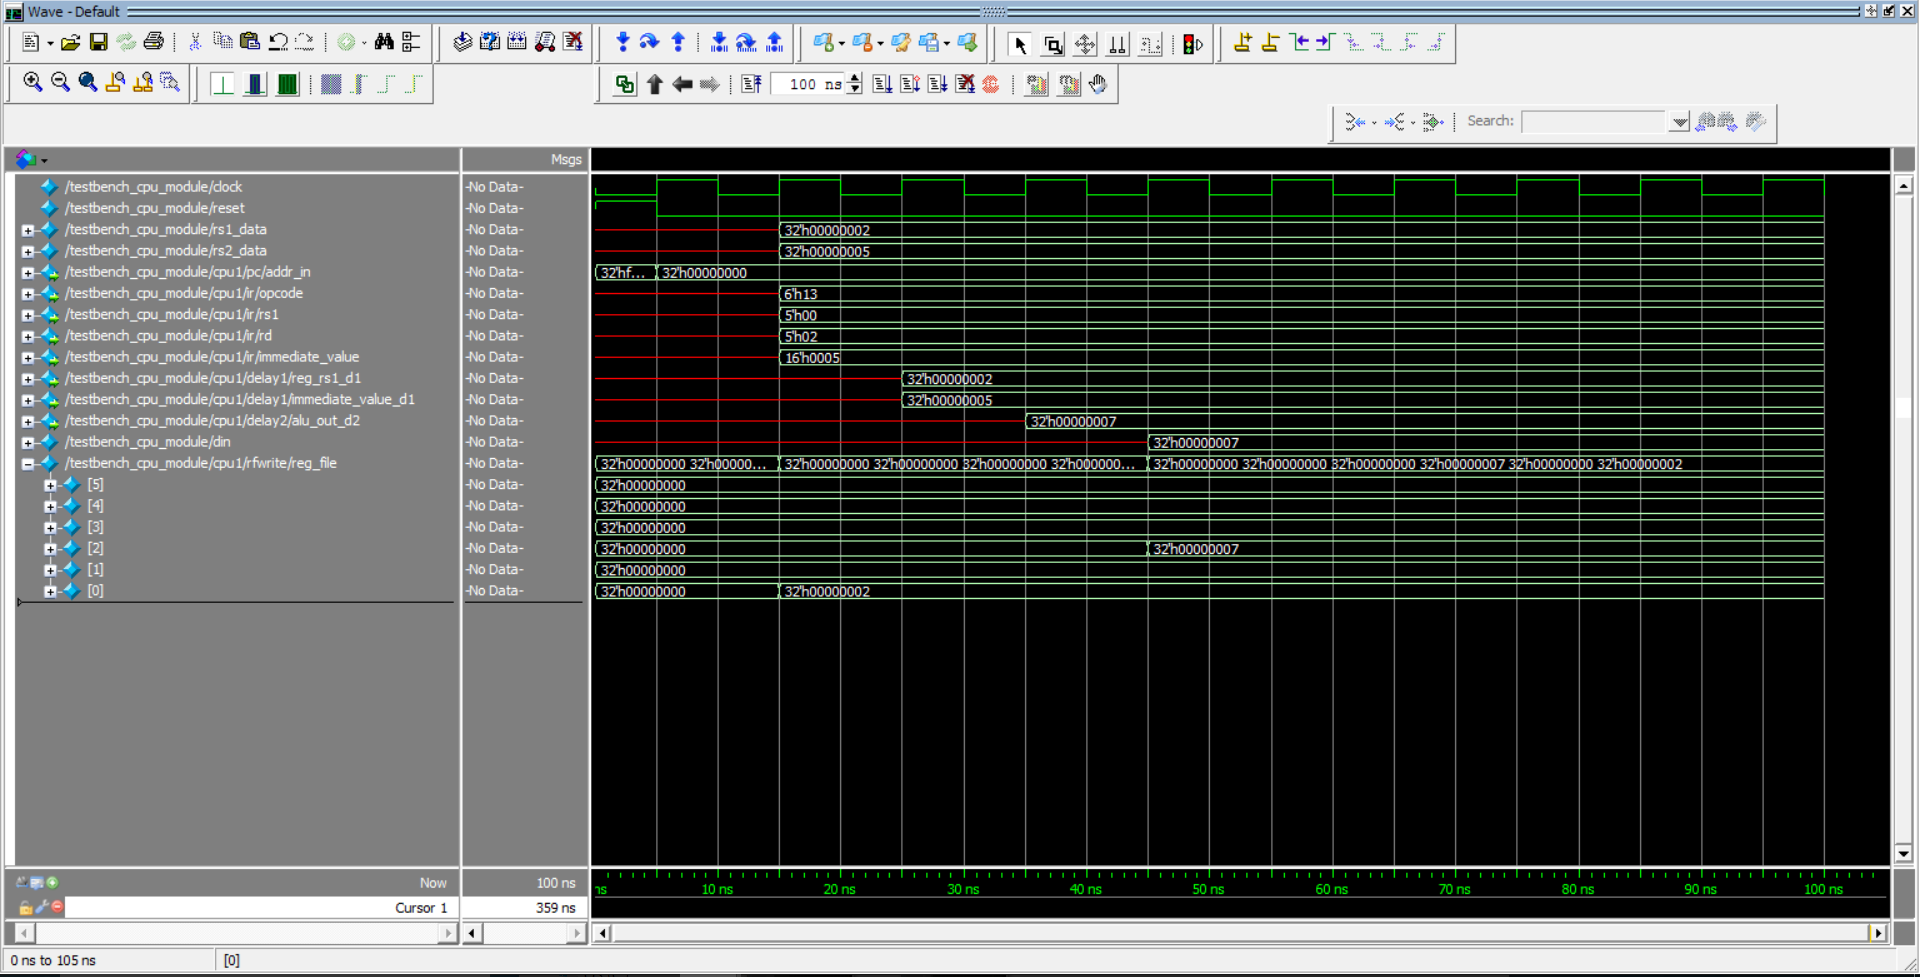 Wave - Default
100 ns
Search:
Msgs
/testbench_cpu_module/clock -No Data-
/testbench_cpu_module/reset -No Data-
/testbench_cpu_module/rs1_data -No Data- 32'h00000002
/testbench_cpu_module/rs2_data -No Data- 32'h00000005
/testbench_cpu_module/cpu1/pc/addr_in -No Data- 32'hf... 32'h00000000
/testbench_cpu_module/cpu1/ir/opcode -No Data- 6'h13
/testbench_cpu_module/cpu1/ir/rs1 -No Data- 5'h00
/testbench_cpu_module/cpu1/ir/rd -No Data- 5'h02
/testbench_cpu_module/cpu1/ir/immediate_value -No Data- 16'h0005
/testbench_cpu_module/cpu1/delay1/reg_rs1_d1 -No Data- 32'h00000002
/testbench_cpu_module/cpu1/delay1/immediate_value_d1 -No Data- 32'h00000005
/testbench_cpu_module/cpu1/delay2/alu_out_d2 -No Data- 32'h00000007
/testbench_cpu_module/din -No Data- 32'h00000007
/testbench_cpu_module/cpu1/rfwrite/reg_file -No Data- 32'h00000000 32'h00000... 32'h00000000 32'h00000000 32'h00000000 32'h000000... 32'h00000000 32'h00000000 32'h00000000 32'h00000007 32'h00000000 32'h00000002
[5] -No Data- 32'h00000000
[4] -No Data- 32'h00000000
[3] -No Data- 32'h00000000
[2] -No Data- 32'h00000000 32'h00000007
[1] -No Data- 32'h00000000
[0] -No Data- 32'h00000000 32'h00000002
Now 100 ns ns 10 ns 20 ns 30 ns 40 ns 50 ns 60 ns 70 ns 80 ns 90 ns 100 ns
Cursor 1 359 ns
0 ns to 105 ns [0]